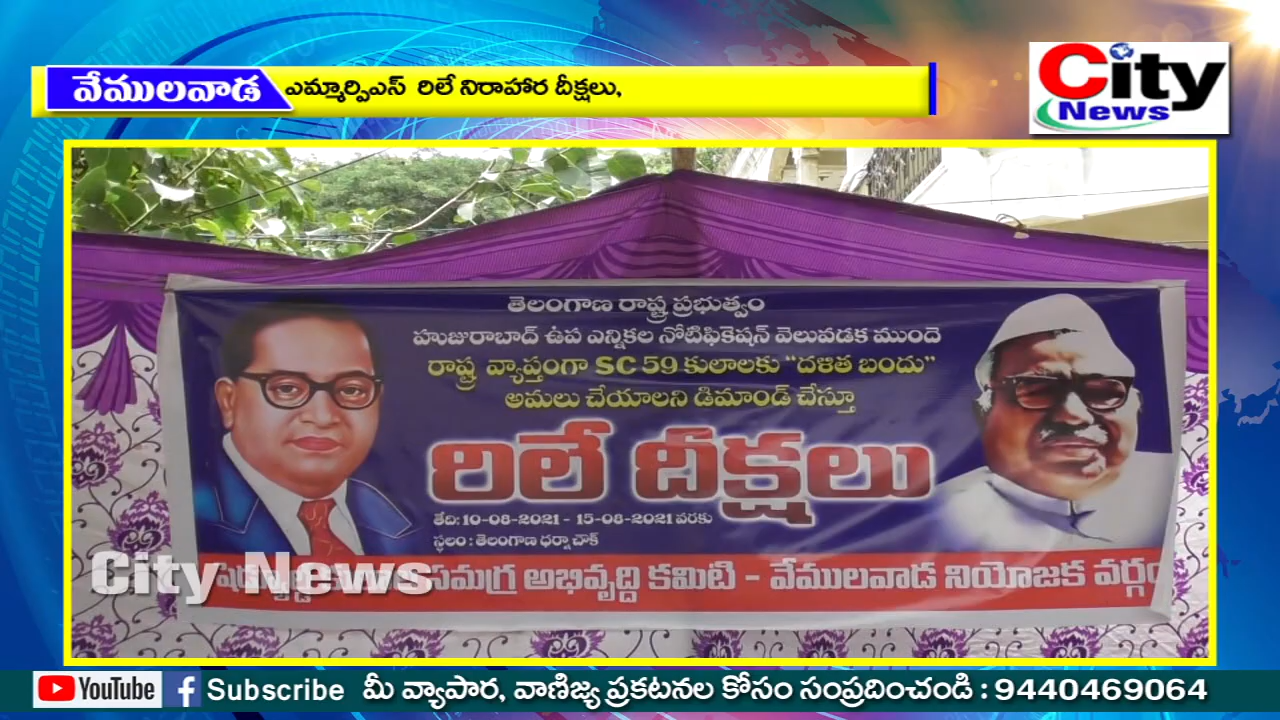 వేములవాడ ఎమ్మార్పిఎస్ రిలే నిరాహార దీక్షలు,
City
News
తెలంగాణ రాష్ట్ర ప్రభుత్వం
హుజురాబాద్ ఉప ఎన్నికల నోటిఫికెషన్ వెలువడక ముందె
రాష్ట్ర వ్యాప్తంగా SC 59 కులాలకు "దళిత బందు"
అమలు చేయాలని డిమాండ్ చేస్తూ
రిలే దీక్షలు
తేది: 10-08-2021 - 15-08-2021 వరకు
స్థలం : తెలంగాణ ధర్నా చౌక్
సమగ్ర అభివృద్ది కమిటి - వేములవాడ నియోజక వర్గం
City News
YouTube f Subscribe మీ వ్యాపార, వాణిజ్య ప్రకటనల కోసం సంప్రదించండి : 9440469064